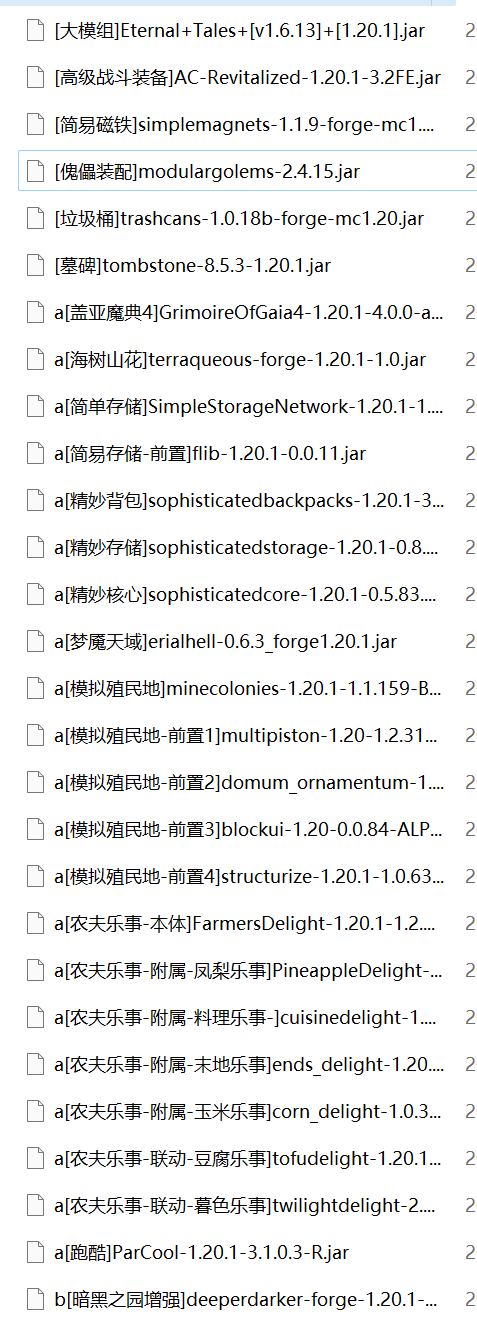 [大模组]Eternal+Tales+[v1.6.13]+[1.20.1].jar 2
[高级战斗装备]AC-Revitalized-1.20.1-3.2FE.jar 2
[简易磁铁]simplemagnets-1.1.9-forge-mc1.... 2
[傀儡装配]modulargolems-2.4.15.jar 2
[垃圾桶]trashcans-1.0.18b-forge-mc1.20.jar 2
[墓碑]tombstone-8.5.3-1.20.1.jar 2
a[盖亚魔典4]GrimoireOfGaia4-1.20.1-4.0.0-a... 2
a[海树山花]terraqueous-forge-1.20.1-1.0.jar 2
a[简单存储]SimpleStorageNetwork-1.20.1-1.... 2
a[简易存储-前置]flib-1.20.1-0.0.11.jar 2
a[精妙背包]sophisticatedbackpacks-1.20.1-3... 2
a[精妙存储]sophisticatedstorage-1.20.1-0.8.... 2
a[精妙核心]sophisticatedcore-1.20.1-0.5.83.... 2
a[梦魇天域]erialhell-0.6.3_forge1.20.1.jar 2
a[模拟殖民地]minecolonies-1.20.1-1.1.159-B... 2
a[模拟殖民地-前置1]multipiston-1.20-1.2.31... 2
a[模拟殖民地-前置2]domum_ornamentum-1.... 2
a[模拟殖民地-前置3]blockui-1.20-0.0.84-ALP... 2
a[模拟殖民地-前置4]structurize-1.20.1-1.0.63... 2
a[农夫乐事-本体]FarmersDelight-1.20.1-1.2.... 2
a[农夫乐事-附属-凤梨乐事]PineappleDelight-... 2
a[农夫乐事-附属-料理乐事-]cuisinedelight-1.... 2
a[农夫乐事-附属-末地乐事]ends_delight-1.20.... 2
a[农夫乐事-附属-玉米乐事]corn_delight-1.0.3... 2
a[农夫乐事-联动-豆腐乐事]tofudelight-1.20.1... 2
a[农夫乐事-联动-暮色乐事]twilightdelight-2.... 2
a[跑酷]ParCool-1.20.1-3.1.0.3-R.jar 2
b[暗黑之园增强]deeperdarker-forge-1.20.1-... 2